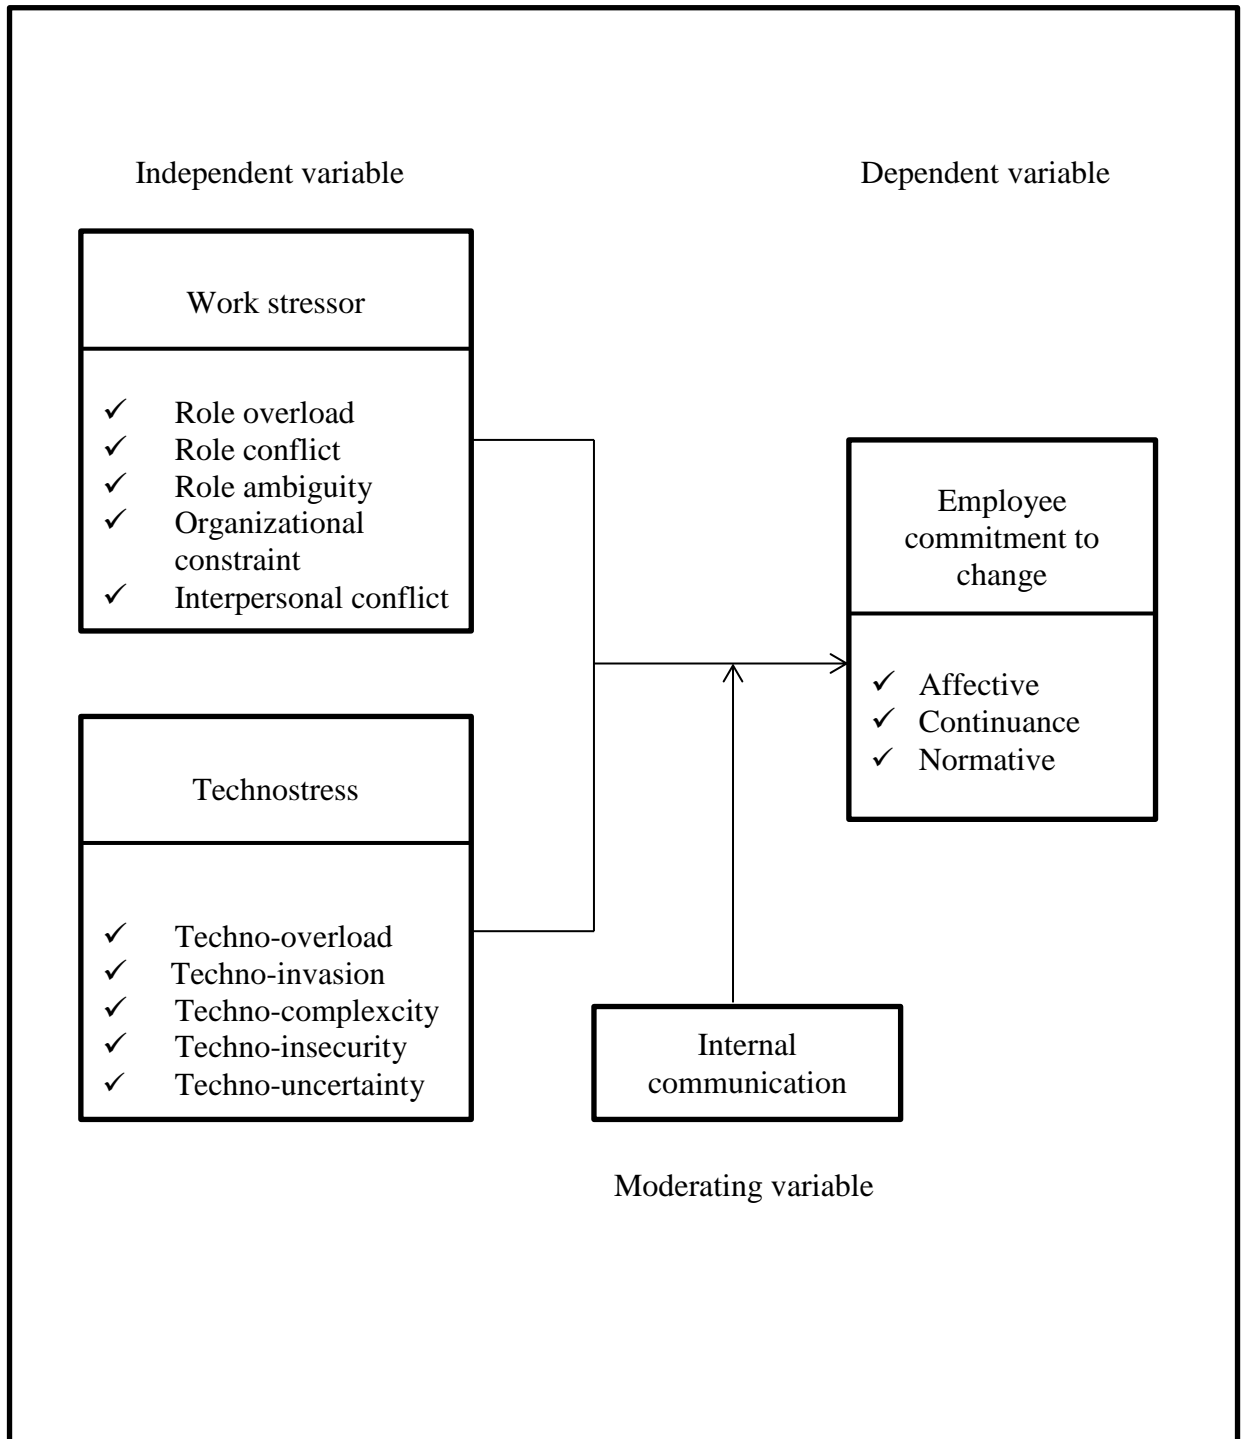 Independent variable
Dependent variable
Work stressor
✓ Role overload
✓ Role conflict
✓ Role ambiguity
✓ Organizational
constraint
✓ Interpersonal conflict
Employee
commitment to
change
✓ Affective
✓ Continuance
✓ Normative
Technostress
✓ Techno-overload
✓ Techno-invasion
✓ Techno-complexcity
✓ Techno-insecurity
✓ Techno-uncertainty
Internal
communication
Moderating variable